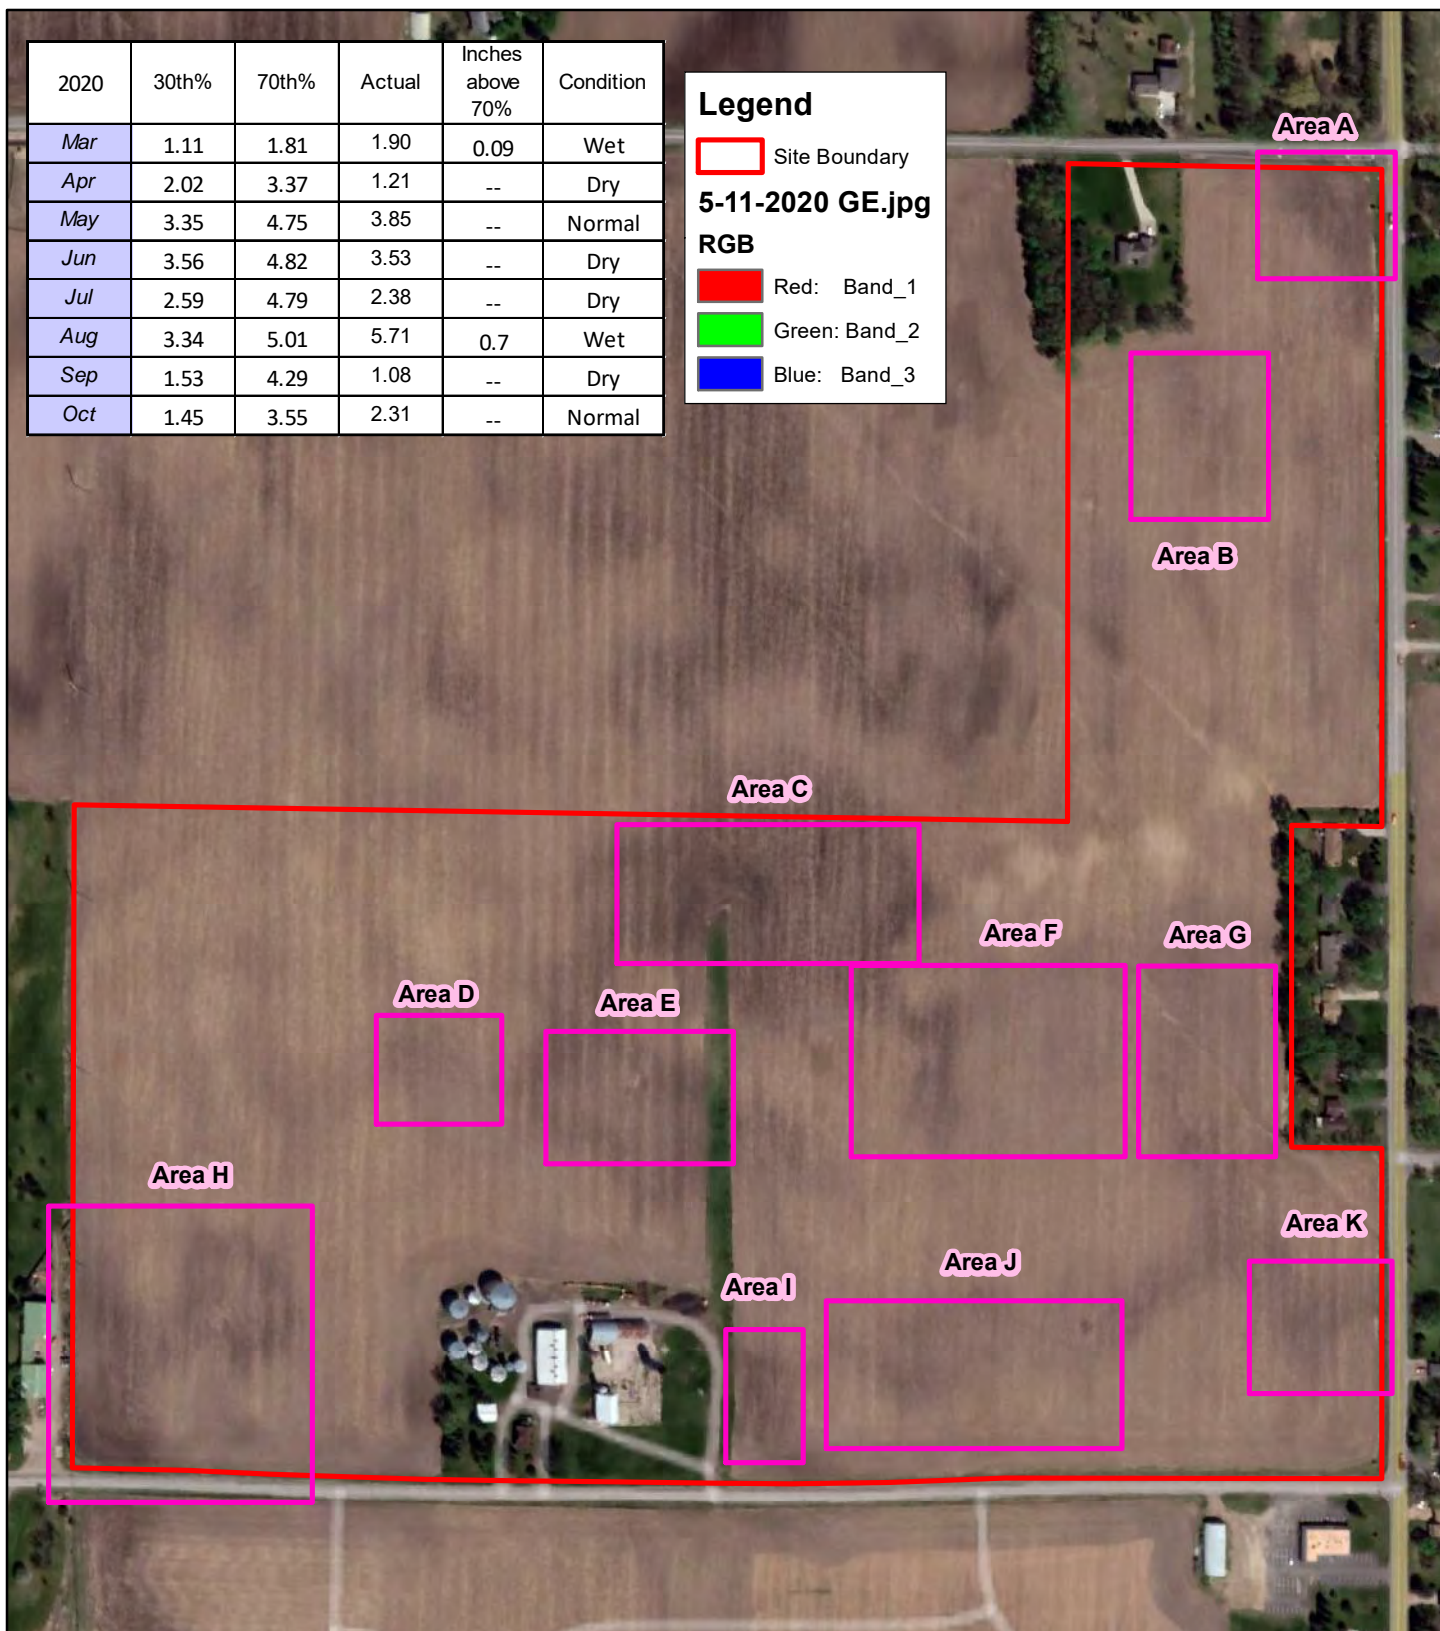 2020 30th% 70th% Actual Inches above 70% Condition
Mar 1.11 1.81 1.90 0.09 Wet
Apr 2.02 3.37 1.21 -- Dry
May 3.35 4.75 3.85 -- Normal
Jun 3.56 4.82 3.53 -- Dry
Jul 2.59 4.79 2.38 -- Dry
Aug 3.34 5.01 5.71 0.7 Wet
Sep 1.53 4.29 1.08 -- Dry
Oct 1.45 3.55 2.31 -- Normal
Legend
Site Boundary
5-11-2020 GE.jpg
RGB
Red: Band_1
Green: Band_2
Blue: Band_3
Area A
Area B
Area C
Area F
Area G
Area D
Area E
Area H
Area K
Area J
Area I